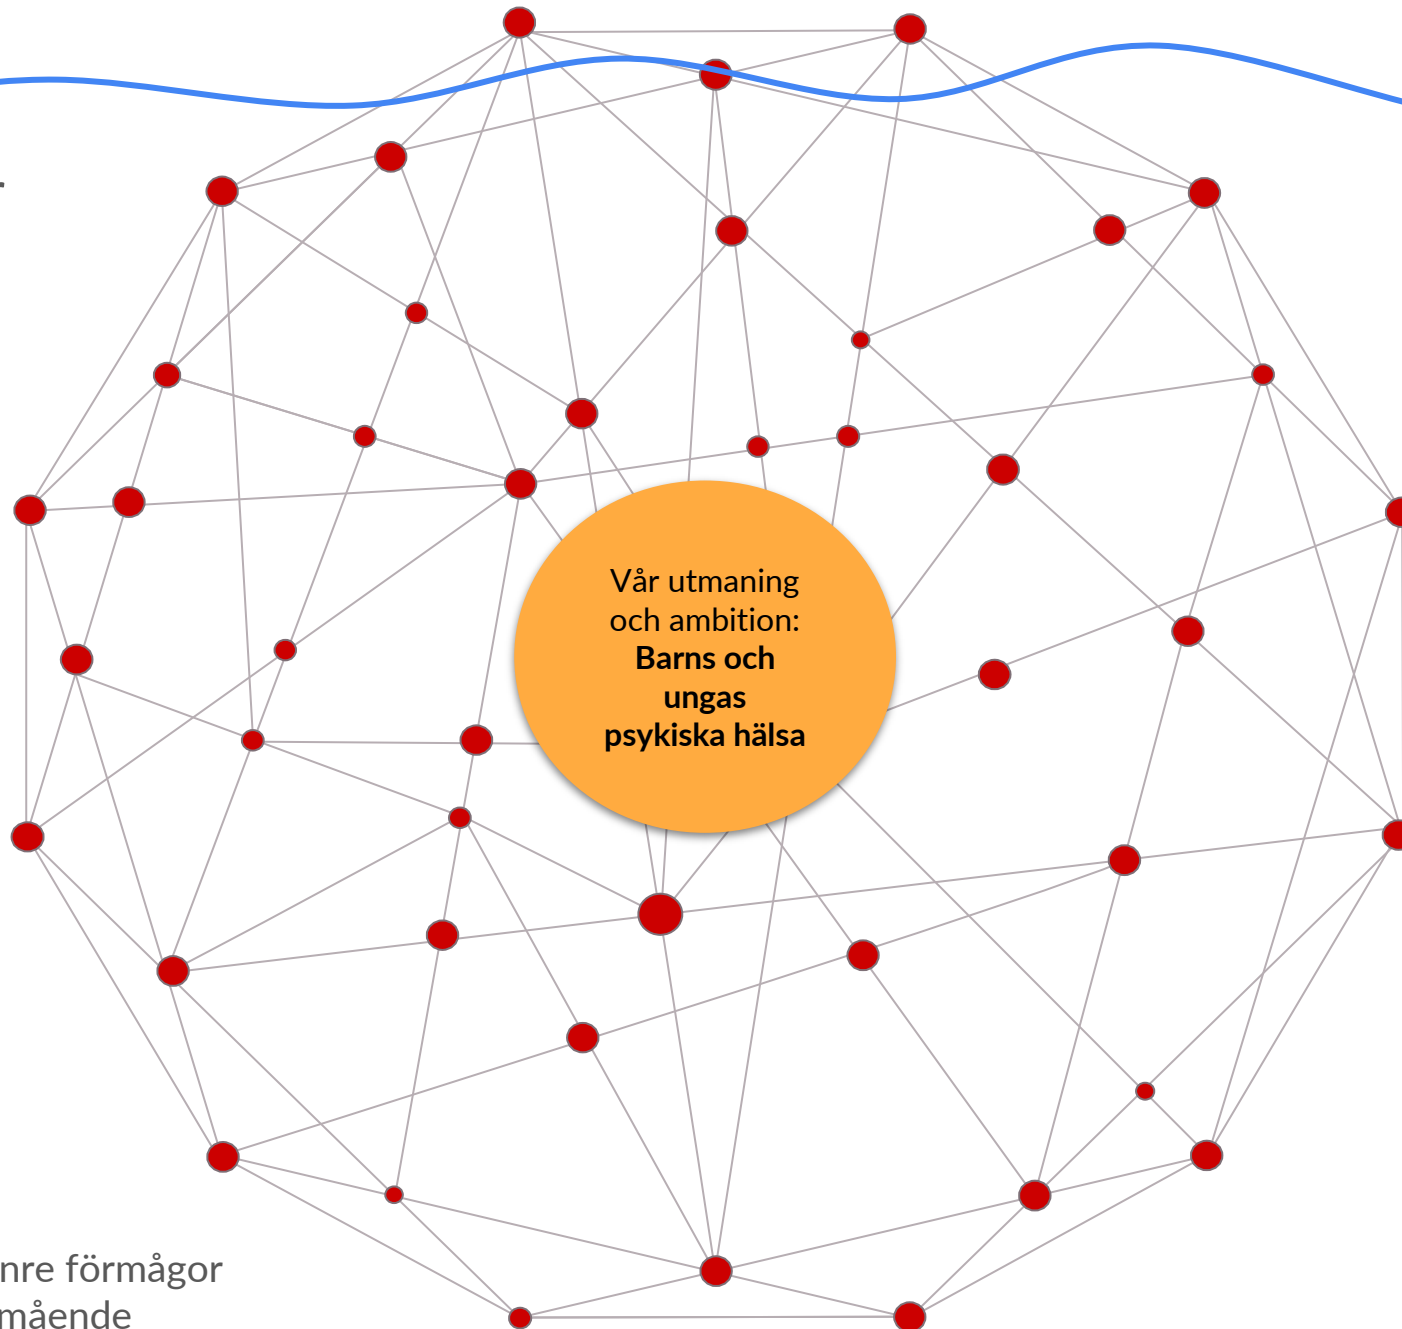 Vår utmaning
och ambition:
Barns och
ungas
psykiska hälsa
nre förmågor
mående